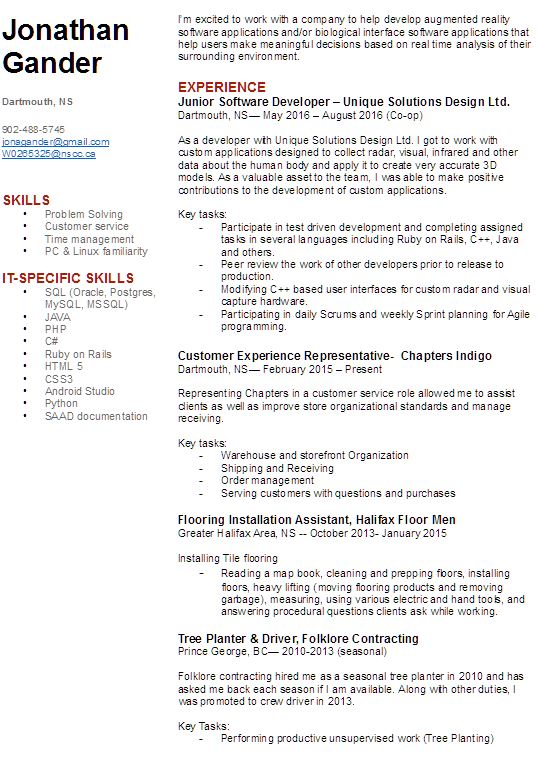 Jonathan
Gander
Dartmouth, NS
902-488-5745
jonagander@gmail.com
W0265325@nscc.ca
SKILLS
• Problem Solving
• Customer service
• Time management
• PC & Linux familiarity
IT-SPECIFIC SKILLS
• SQL (Oracle, Postgres,
MySQL, MSSQL)
• JAVA
• PHP
• C#
• Ruby on Rails
• HTML 5
• CSS3
• Android Studio
• Python
• SAAD documentation
I'm excited to work with a company to help develop augmented reality
software applications and/or biological interface software applications that
help users make meaningful decisions based on real time analysis of their
surrounding environment.
EXPERIENCE
Junior Software Developer – Unique Solutions Design Ltd.
Dartmouth, NS— May 2016 – August 2016 (Co-op)
As a developer with Unique Solutions Design Ltd. I got to work with
custom applications designed to collect radar, visual, infrared and other
data about the human body and apply it to create very accurate 3D
models. As a valuable asset to the team, I was able to make positive
contributions to the development of custom applications.
Key tasks:
- Participate in test driven development and completing assigned
tasks in several languages including Ruby on Rails, C++, Java
and others.
- Peer review the work of other developers prior to release to
production.
- Modifying C++ based user interfaces for custom radar and visual
capture hardware.
- Participating in daily Scrums and weekly Sprint planning for Agile
programming.
Customer Experience Representative- Chapters Indigo
Dartmouth, NS— February 2015 – Present
Representing Chapters in a customer service role allowed me to assist
clients as well as improve store organizational standards and manage
receiving.
Key tasks:
- Warehouse and storefront Organization
- Shipping and Receiving
- Order management
- Serving customers with questions and purchases
Flooring Installation Assistant, Halifax Floor Men
Greater Halifax Area, NS -- October 2013- January 2015
Installing Tile flooring
- Reading a map book, cleaning and prepping floors, installing
floors, heavy lifting (moving flooring products and removing
garbage), measuring, using various electric and hand tools, and
answering procedural questions clients ask while working.
Tree Planter & Driver, Folklore Contracting
Prince George, BC— 2010-2013 (seasonal)
Folklore contracting hired me as a seasonal tree planter in 2010 and has
asked me back each season if I am available. Along with other duties, I
was promoted to crew driver in 2013.
Key Tasks:
- Performing productive unsupervised work (Tree Planting)